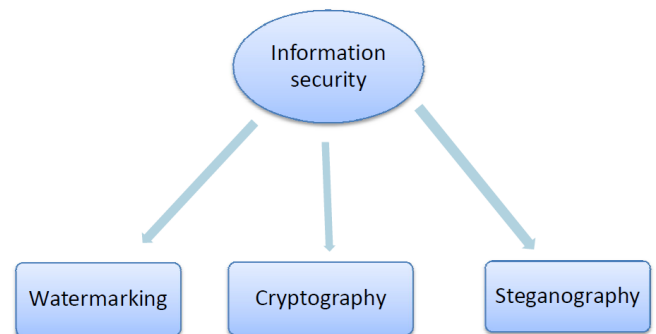 Information
security
Watermarking
Cryptography
Steganography